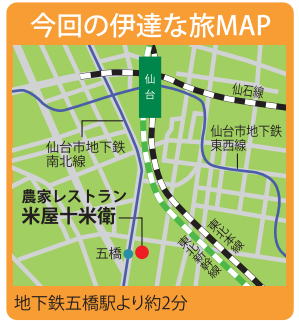 今回の伊達な旅MAP
仙台
仙石線
仙台市地下鉄
南北線
仙台市地下鉄
東西線
農家レストラン
米屋十米衛
五橋
東北本線
東北新幹線
地下鉄五橋駅より約2分